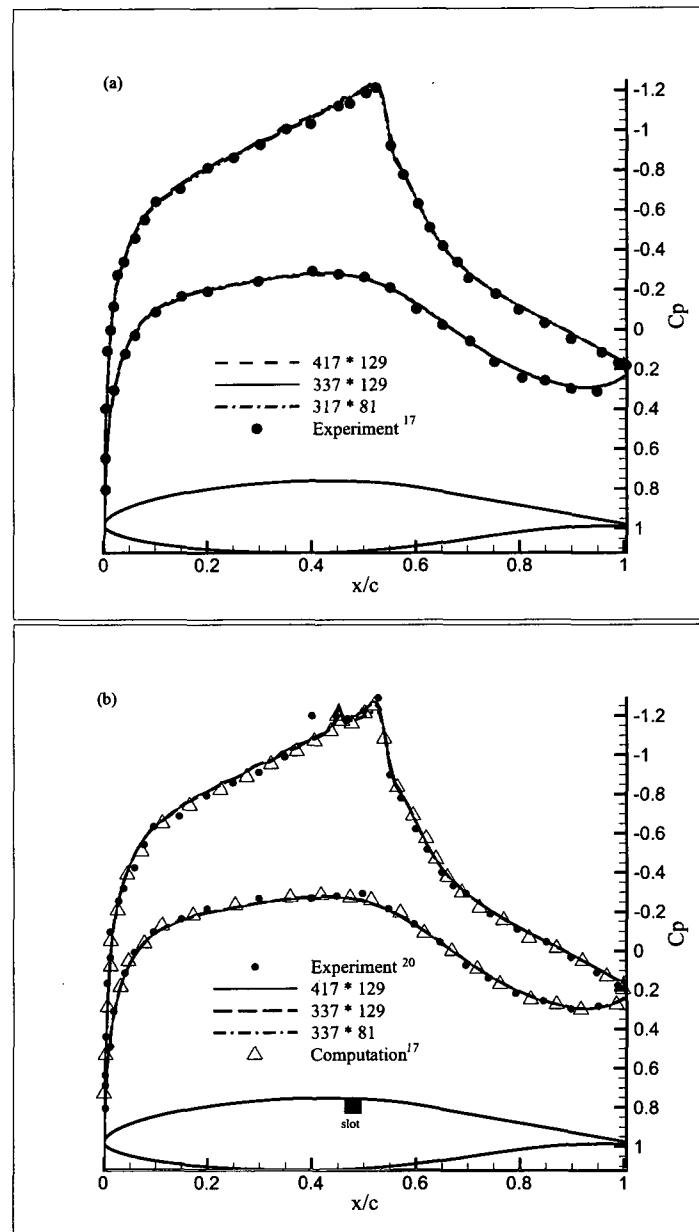 (a)
-1.2
-1
-0.8
-0.6
-0.4
-0.2
0
0.2
0.4
0.6
0.8
1
Cp
417 * 129
337 * 129
317 * 81
Experiment 17
0 0.2 0.4 0.6 0.8 1
x/c
(b)
-1.2
-1
-0.8
-0.6
-0.4
-0.2
0
0.2
0.4
0.6
0.8
1
Cp
Experiment 20
417 * 129
337 * 129
337 * 81
Computation17
slot
0 0.2 0.4 0.6 0.8 1
x/c